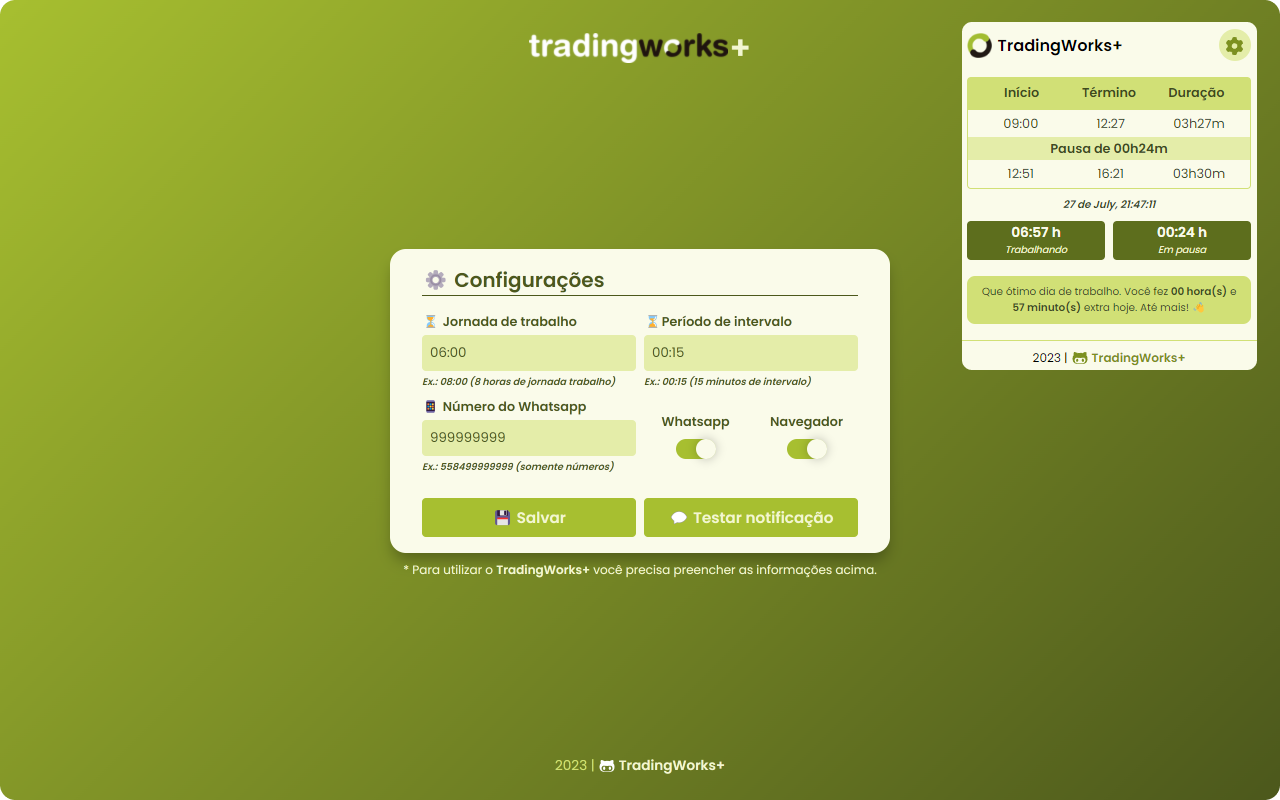 tradingworks+
TradingWorks+
Início Término Duração
09:00 12:27 03h27m
Pausa de 00h24m
12:51 16:21 03h30m
27 de July, 21:47:11
06:57 h 00:24 h
Trabalhando Em pausa
Que ótimo dia de trabalho. Você fez 00 hora(s) e
57 minuto(s) extra hoje. Até mais!
2023 | TradingWorks+
Configurações
Jornada de trabalho Período de intervalo
06:00 00:15
Ex.: 08:00 (8 horas de jornada trabalho) Ex.: 00:15 (15 minutos de intervalo)
Número do Whatsapp Whatsapp Navegador
999999999
Ex.: 558499999999 (somente números)
Salvar Testar notificação
* Para utilizar o TradingWorks+ você precisa preencher as informações acima.
2023 | TradingWorks+